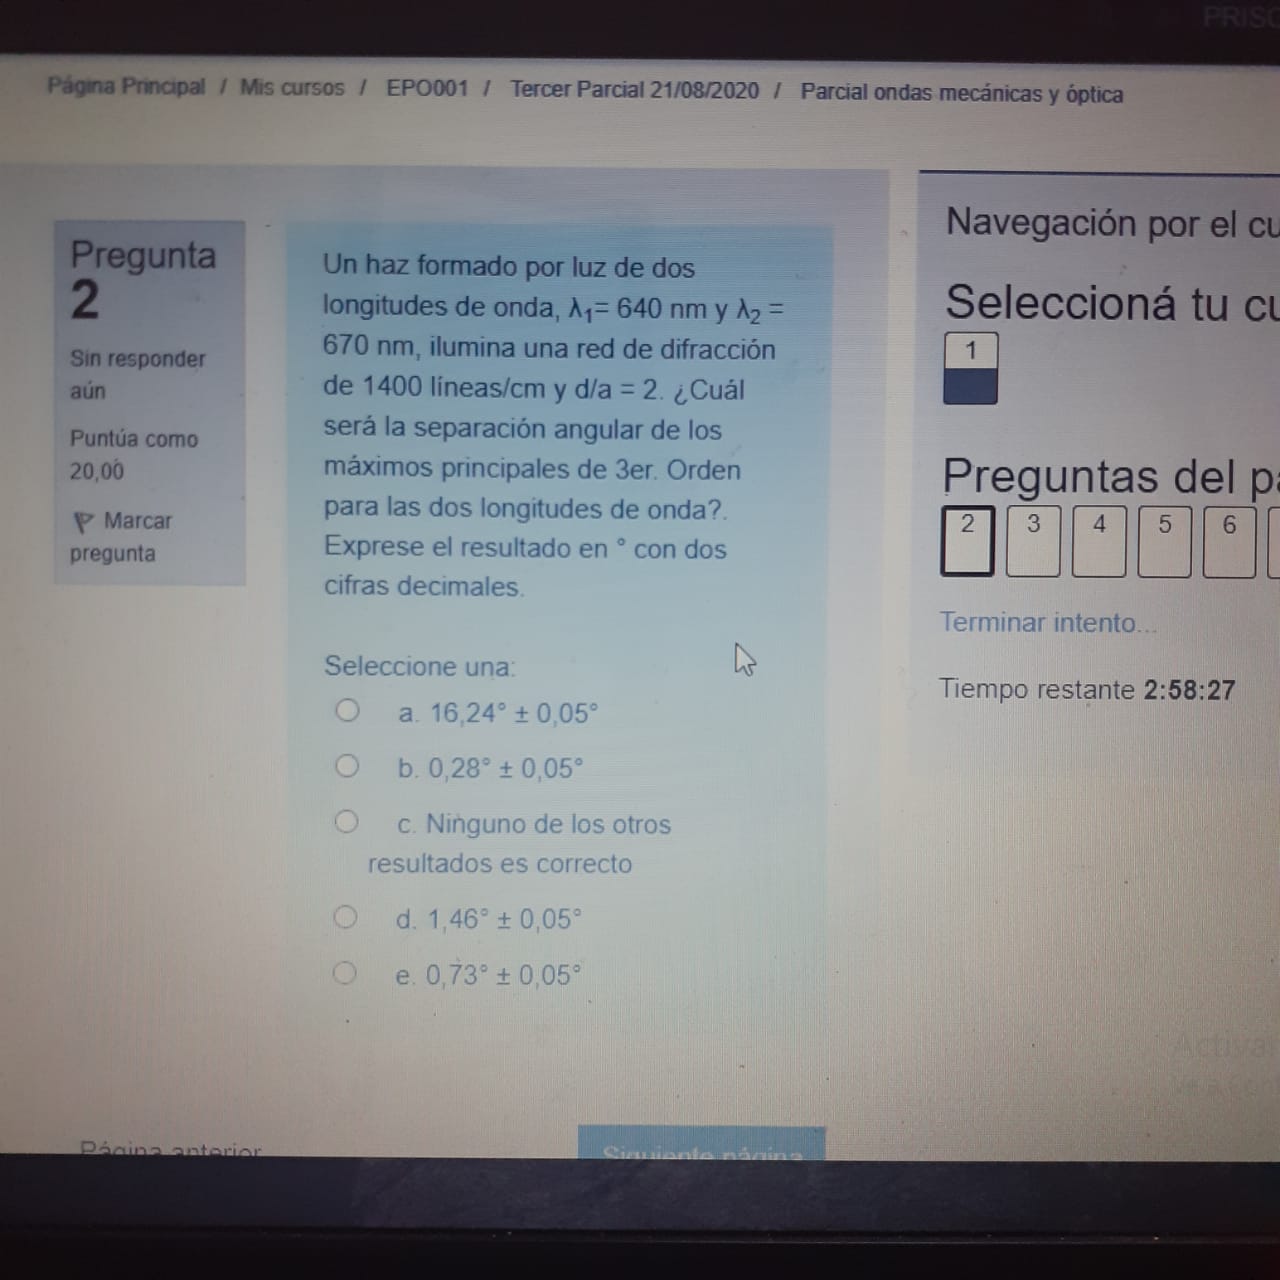 PRISC
Página Principal / Mis cursos / EPO001 / Tercer Parcial 21/08/2020 / Parcial ondas mecánicas y óptica
Pregunta
2
Sin responder
aún
Puntúa como
20,00
Marcar
pregunta
Un haz formado por luz de dos
longitudes de onda, λ1= 640 nm y λ2 =
670 nm, ilumina una red de difracción
de 1400 líneas/cm y d/a = 2. ¿Cuál
será la separación angular de los
máximos principales de 3er. Orden
para las dos longitudes de onda?.
Exprese el resultado en ° con dos
cifras decimales.
Seleccione una:
a. 16,24° ± 0,05°
b. 0,28° ± 0,05°
c. Ninguno de los otros
resultados es correcto
d. 1,46° ± 0,05°
e. 0,73° ± 0,05°
Página anterior
Siguiente página
Navegación por el cu
Seleccioná tu cu
1
Preguntas del pa
2 3 4 5 6
Terminar intento...
Tiempo restante 2:58:27
Activa